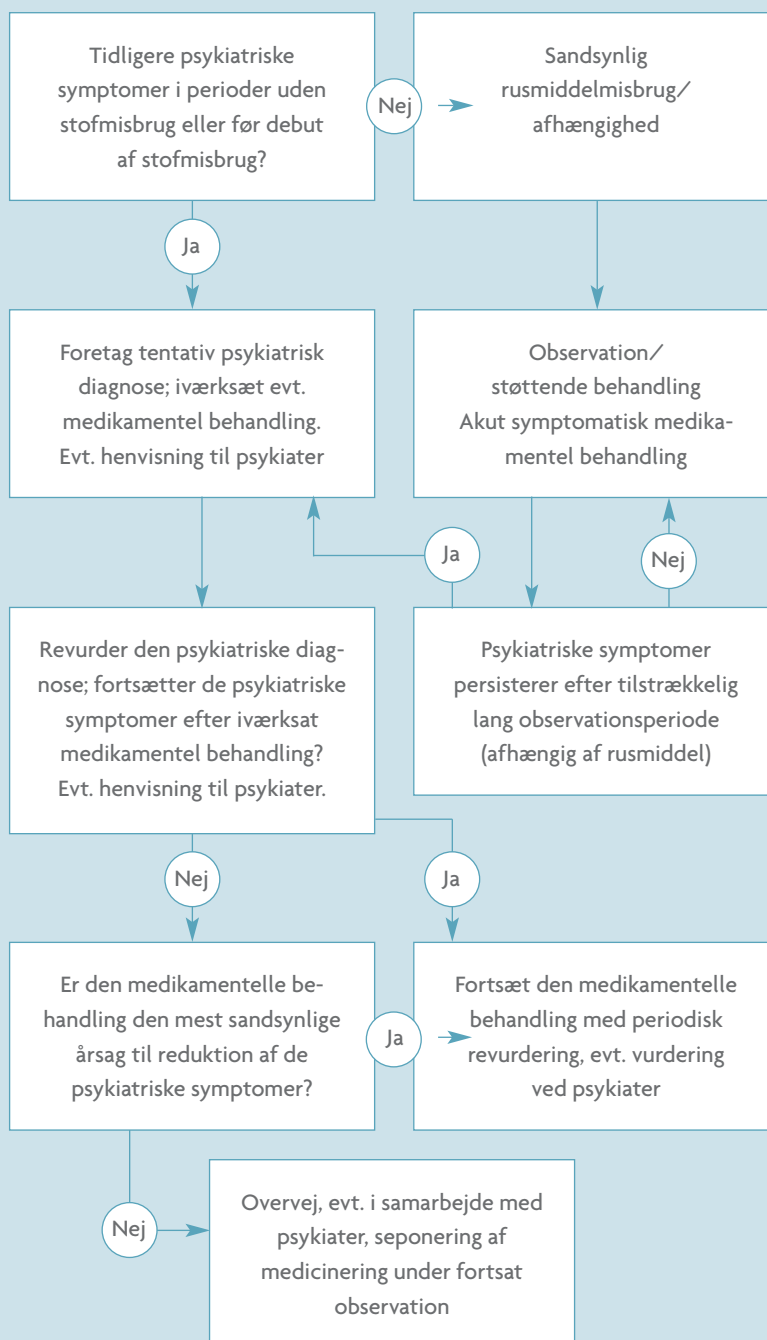 Tidligere psykiatriske
symptomer i perioder uden
stofmisbrug eller før debut
af stofmisbrug?
Nej
Sandsynlig
rusmiddelmisbrug/
afhængighed
Ja
Foretag tentativ psykiatrisk
diagnose; iværksæt evt.
medikamentel behandling.
Evt. henvisning til psykiater
Observation/
støttende behandling
Akut symptomatisk medika-
mentel behandling
Ja
Nej
Revurder den psykiatriske diag-
nose; fortsætter de psykiatriske
symptomer efter iværksat
medikamentel behandling?
Evt. henvisning til psykiater.
Psykiatriske symptomer
persisterer efter tilstrækkelig
lang observationsperiode
(afhængig af rusmiddel)
Nej
Ja
Er den medikamentelle be-
handling den mest sandsynlige
årsag til reduktion af de
psykiatriske symptomer?
Ja
Fortsæt den medikamentelle
behandling med periodisk
revurdering, evt. vurdering
ved psykiater
Nej
Overvej, evt. i samarbejde med
psykiater, seponering af
medicinering under fortsat
observation